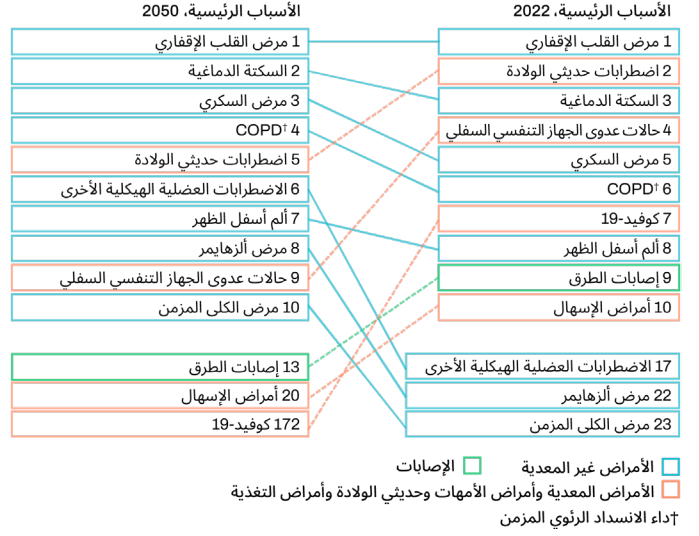 الأسباب الرئيسية، 2022
1 مرض القلب الإقفاري
2 اضطرابات حديثي الولادة
3 السكتة الدماغية
4 حالات عدوى الجهاز التنفسي السفلي
5 مرض السكري
6 COPD†
7 كوفيد-19
8 ألم أسفل الظهر
9 إصابات الطرق
10 أمراض الإسهال
17 الاضطرابات العضلية الهيكلية الأخرى
22 مرض ألزهايمر
23 مرض الكلى المزمن
الأسباب الرئيسية، 2050
1 مرض القلب الإقفاري
2 السكتة الدماغية
3 مرض السكري
4 COPD†
5 اضطرابات حديثي الولادة
6 الاضطرابات العضلية الهيكلية الأخرى
7 ألم أسفل الظهر
8 مرض ألزهايمر
9 حالات عدوى الجهاز التنفسي السفلي
10 مرض الكلى المزمن
13 إصابات الطرق
20 أمراض الإسهال
172 كوفيد-19
الأمراض غير المعدية
الإصابات
الأمراض المعدية وأمراض الأمهات وحديثي الولادة وأمراض التغذية
†داء الانسداد الرئوي المزمن